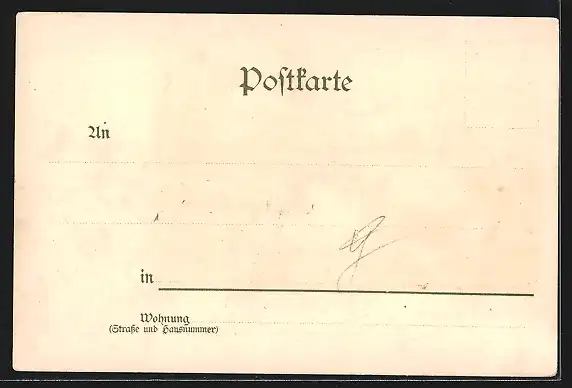 Poſtkarte
An
in
Wohnung
(Straße und Hausnummer)